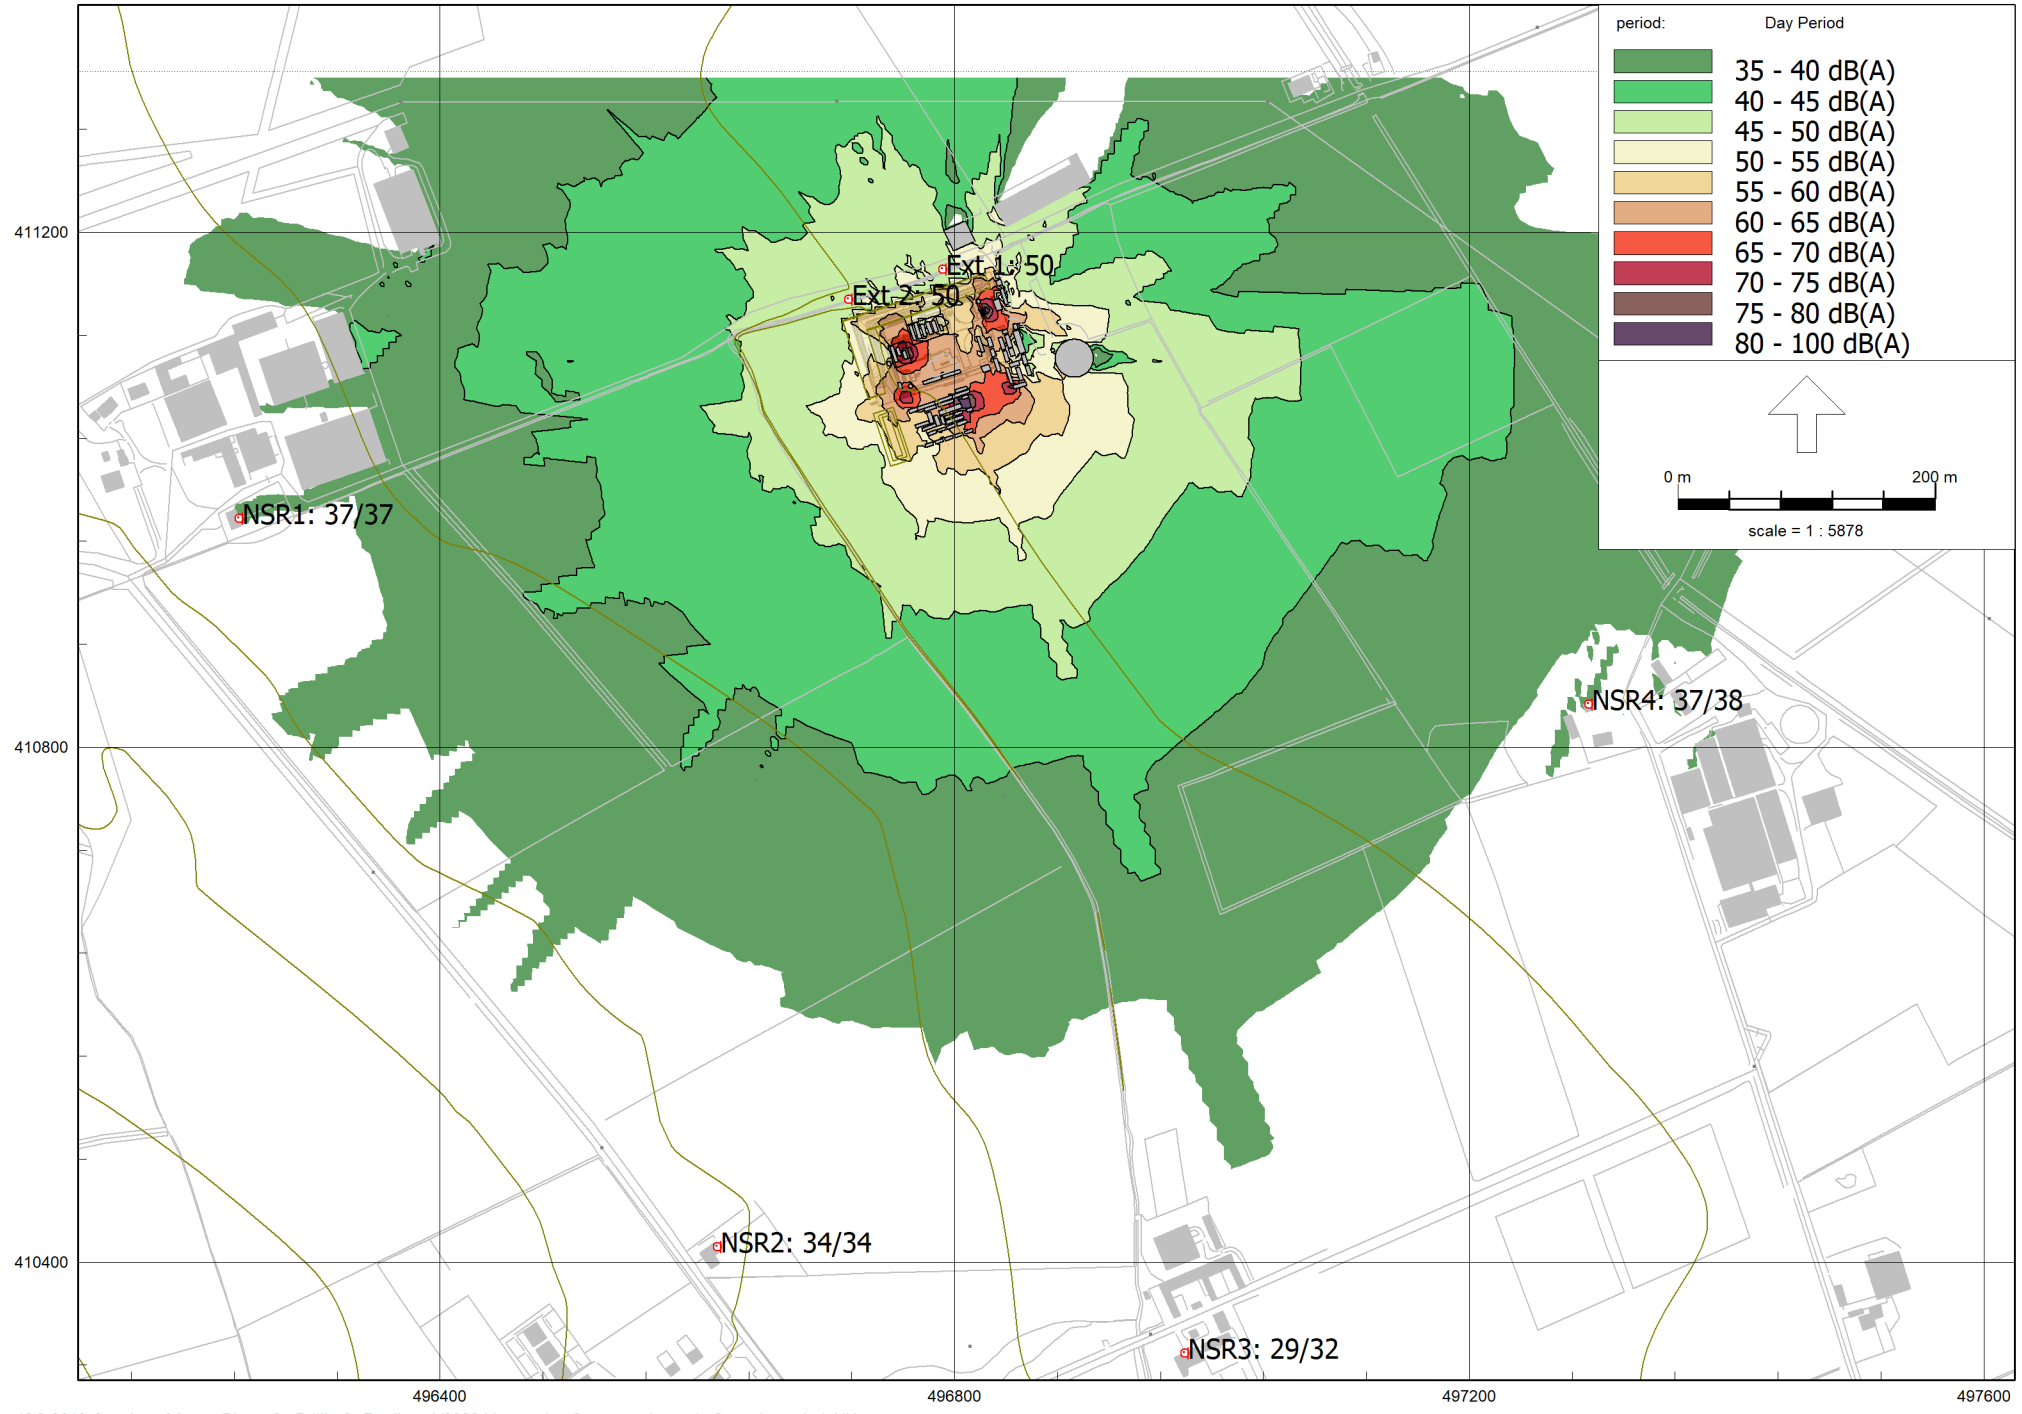 period: Day Period
35 - 40 dB(A)
40 - 45 dB(A)
45 - 50 dB(A)
50 - 55 dB(A)
55 - 60 dB(A)
60 - 65 dB(A)
65 - 70 dB(A)
70 - 75 dB(A)
75 - 80 dB(A)
80 - 100 dB(A)
0 m 200 m
scale = 1 : 5878
411200
Ext 1: 50
Ext 2: 50
NSR1: 37/37
NSR4: 37/38
410800
NSR2: 34/34
410400
NSR3: 29/32
496400 496800 497200 497600